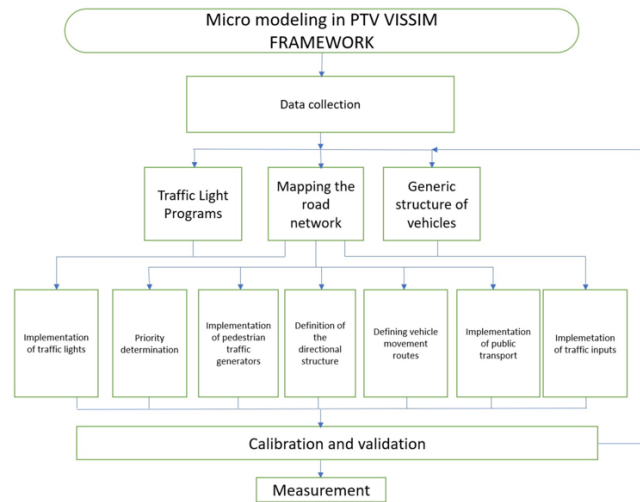 Micro modeling in PTV VISSIM
FRAMEWORK
Data collection
Traffic Light
Programs
Mapping the
road
network
Generic
structure of
vehicles
Implementation
of traffic lights
Priority
determination
Implementation
of pedestrian
traffic
generators
Definition of
the
directional
structure
Defining vehicle
movement
routes
Implementation
of public
transport
Implemetation
of traffic inputs
Calibration and validation
Measurement